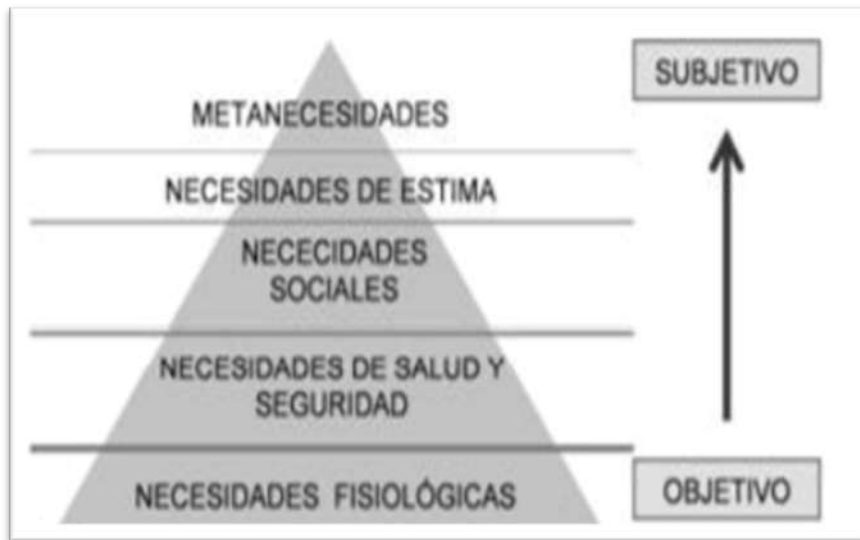 SUBJETIVO
METANECESIDADES
NECESIDADES DE ESTIMA
NECECIDADES
SOCIALES
NECESIDADES DE SALUD Y
SEGURIDAD
NECESIDADES FISIOLÓGICAS
OBJETIVO